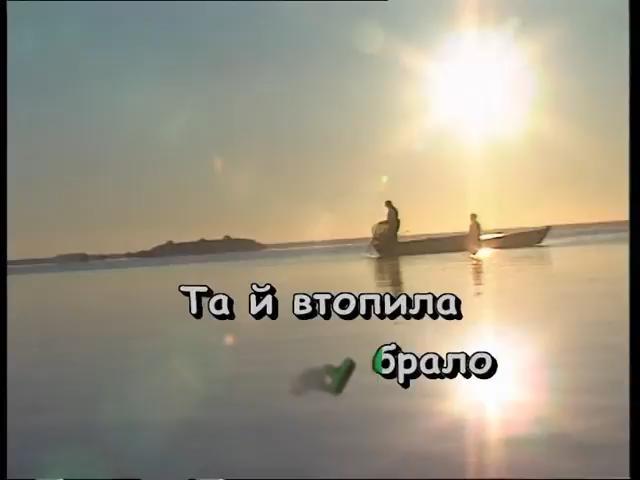 Та й втопила
брало